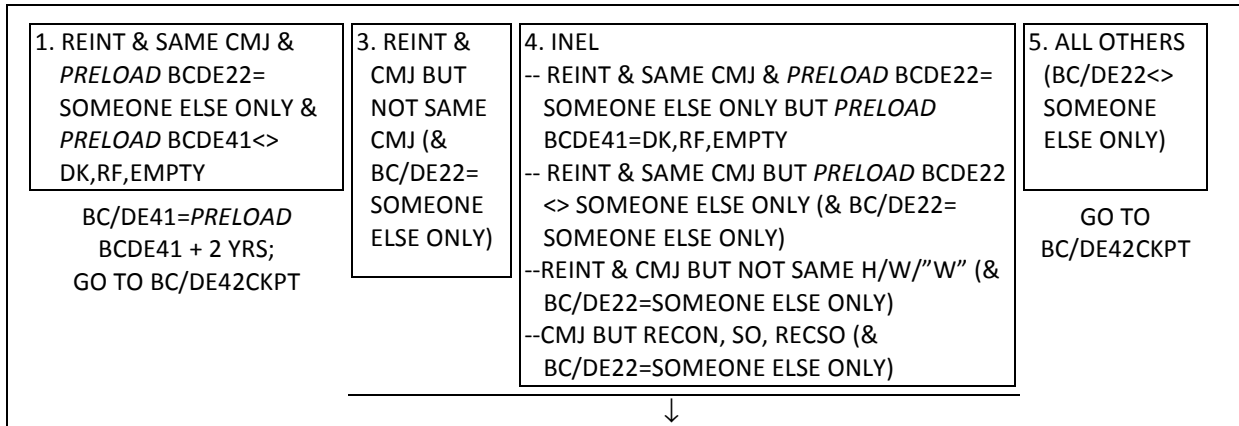 1. REINT & SAME CMJ &
PRELOAD BCDE22=
SOMEONE ELSE ONLY &
PRELOAD BCDE41<>
DK,RF,EMPTY
BC/DE41=PRELOAD
BCDE41 + 2 YRS;
GO TO BC/DE42CKPT
3. REINT &
CMJ BUT
NOT SAME
CMJ (&
BC/DE22=
SOMEONE
ELSE ONLY)
4. INEL
-- REINT & SAME CMJ & PRELOAD BCDE22=
SOMEONE ELSE ONLY BUT PRELOAD
BCDE41=DK,RF,EMPTY
-- REINT & SAME CMJ BUT PRELOAD BCDE22
<> SOMEONE ELSE ONLY (& BC/DE22=
SOMEONE ELSE ONLY)
--REINT & CMJ BUT NOT SAME H/W/”W” (&
BC/DE22=SOMEONE ELSE ONLY)
--CMJ BUT RECON, SO, RECSO (&
BC/DE22=SOMEONE ELSE ONLY)
5. ALL OTHERS
(BC/DE22<>
SOMEONE
ELSE ONLY)
GO TO
BC/DE42CKPT
↓